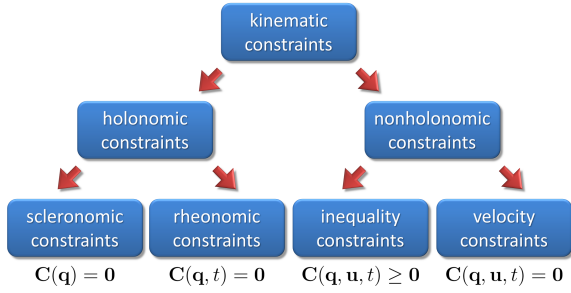 kinematic
constraints
holonomic
constraints
nonholonomic
constraints
scleronomic
constraints
rheonomic
constraints
inequality
constraints
velocity
constraints
C(q) = 0
C(q, t) = 0
C(q, u, t) ≥ 0
C(q, u, t) = 0